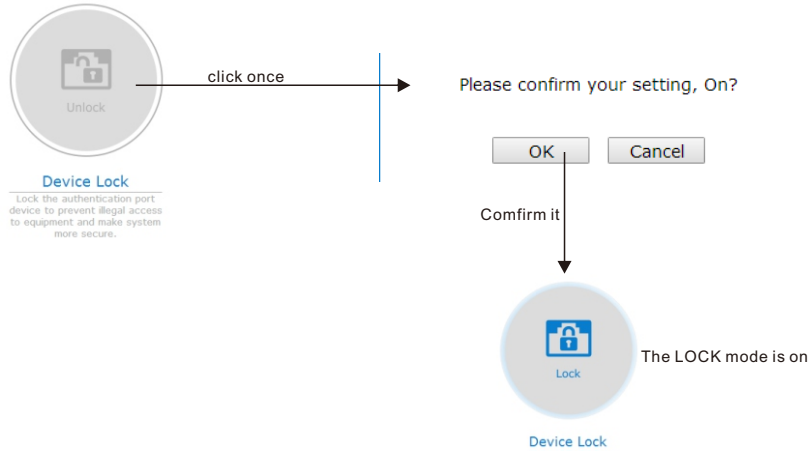 Unlock
Device Lock
Lock the authentication port
device to prevent illegal access
to equipment and make system
more secure.
click once
Please confirm your setting, On?
OK
Cancel
Comfirm it
Lock
The LOCK mode is on
Device Lock